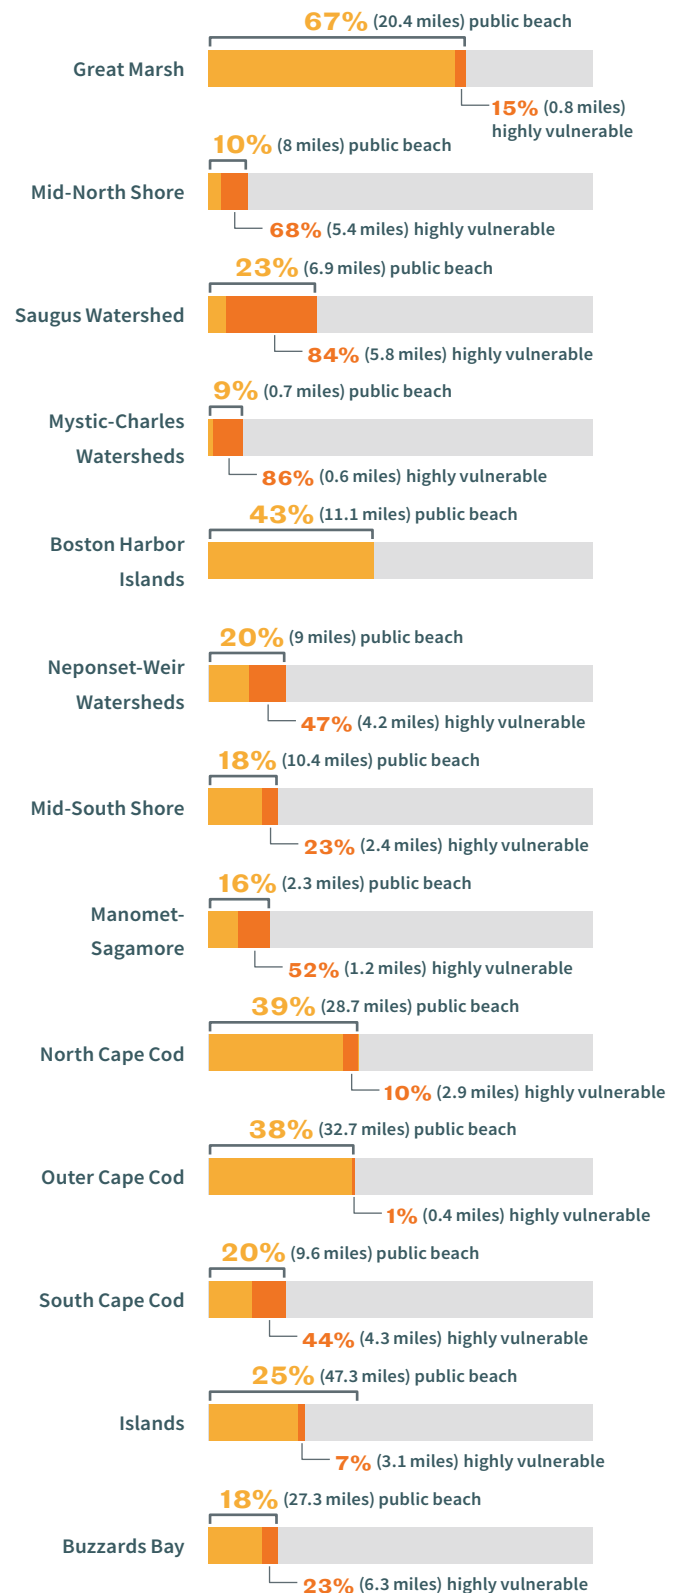 67% (20.4 miles) public beach
Great Marsh
15% (0.8 miles)
highly vulnerable
10% (8 miles) public beach
Mid-North Shore
68% (5.4 miles) highly vulnerable
23% (6.9 miles) public beach
Saugus Watershed
84% (5.8 miles) highly vulnerable
9% (0.7 miles) public beach
Mystic-Charles
Watersheds
86% (0.6 miles) highly vulnerable
43% (11.1 miles) public beach
Boston Harbor
Islands
20% (9 miles) public beach
Neponset-Weir
Watersheds
47% (4.2 miles) highly vulnerable
18% (10.4 miles) public beach
Mid-South Shore
23% (2.4 miles) highly vulnerable
16% (2.3 miles) public beach
Manomet-
Sagamore
52% (1.2 miles) highly vulnerable
39% (28.7 miles) public beach
North Cape Cod
10% (2.9 miles) highly vulnerable
38% (32.7 miles) public beach
Outer Cape Cod
1% (0.4 miles) highly vulnerable
20% (9.6 miles) public beach
South Cape Cod
44% (4.3 miles) highly vulnerable
25% (47.3 miles) public beach
Islands
7% (3.1 miles) highly vulnerable
18% (27.3 miles) public beach
Buzzards Bay
23% (6.3 miles) highly vulnerable